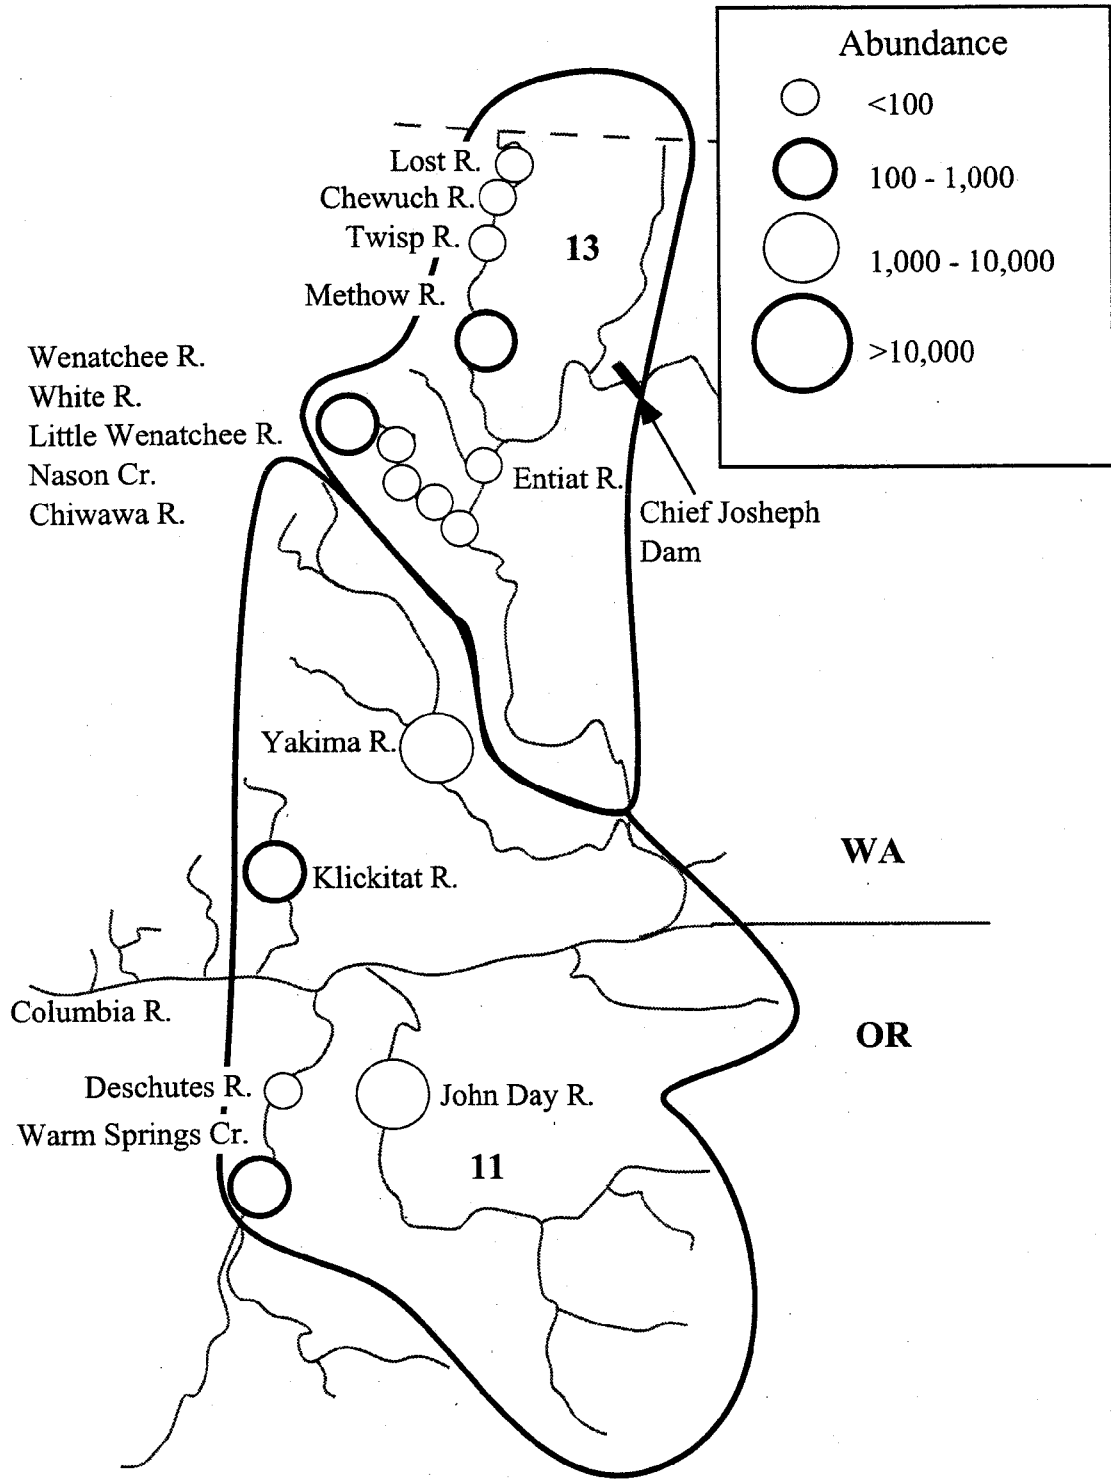 Abundance
<100
100 - 1,000
1,000 - 10,000
>10,000
Lost R.
Chewuch R.
Twisp R.
13
Methow R.
Wenatchee R.
White R.
Little Wenatchee R.
Nason Cr.
Chiwawa R.
Entiat R.
Chief Josheph
Dam
Yakima R.
WA
Klickitat R.
Columbia R.
OR
Deschutes R.
John Day R.
Warm Springs Cr.
11